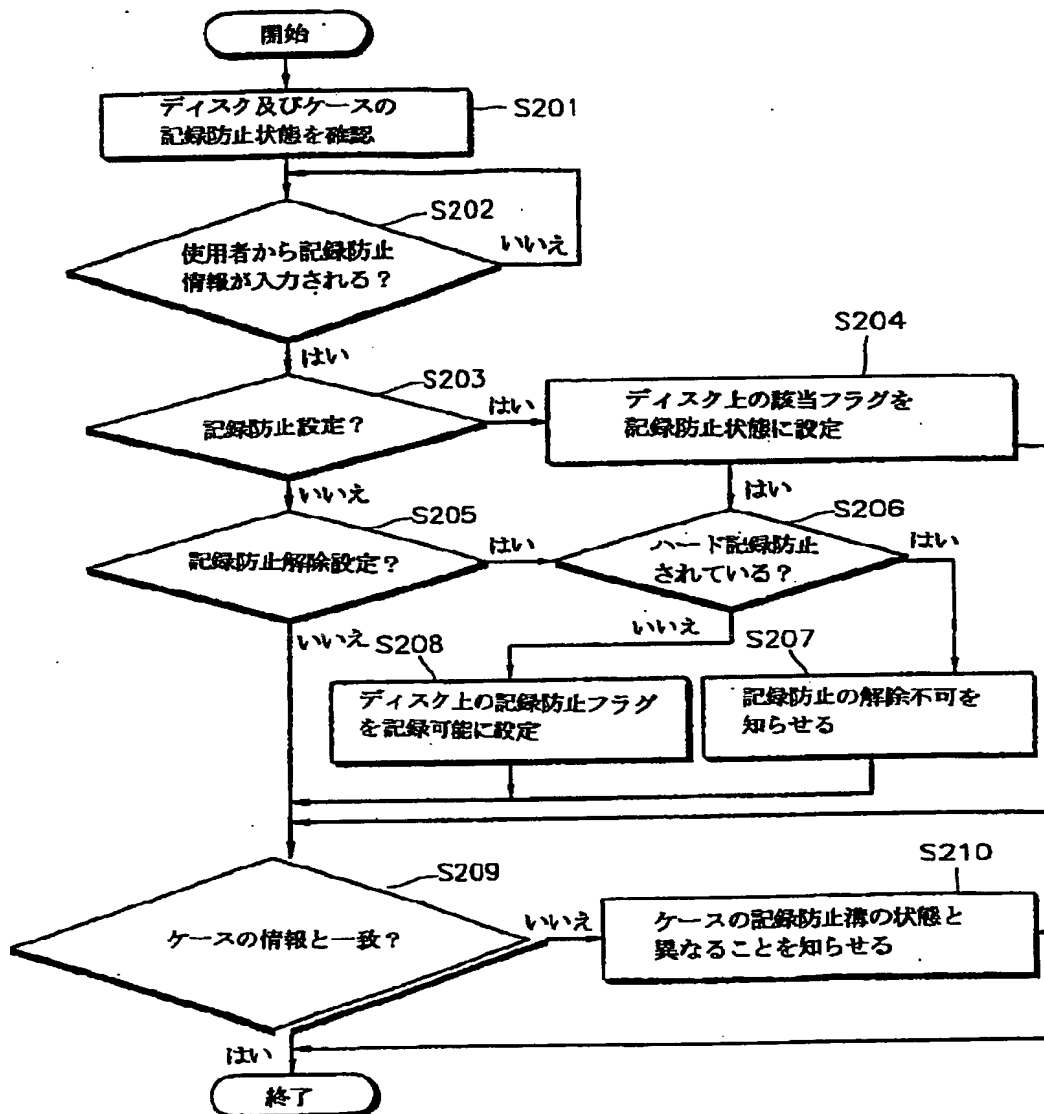 開始
ディスク及びケースの
記録防止状態を確認
S201
S202
使用者から記録防止
情報が入力される？
いいえ
はい
S203
記録防止設定？
はい
S204
ディスク上の該当フラグを
記録防止状態に設定
いいえ
はい
S205
記録防止解除設定？
はい
S206
ハード記録防止
されている？
はい
いいえ
いいえ
S208
ディスク上の記録防止フラグ
を記録可能に設定
S207
記録防止の解除不可を
知らせる
S209
ケースの情報と一致？
いいえ
S210
ケースの記録防止溝の状態と
異なることを知らせる
はい
終了